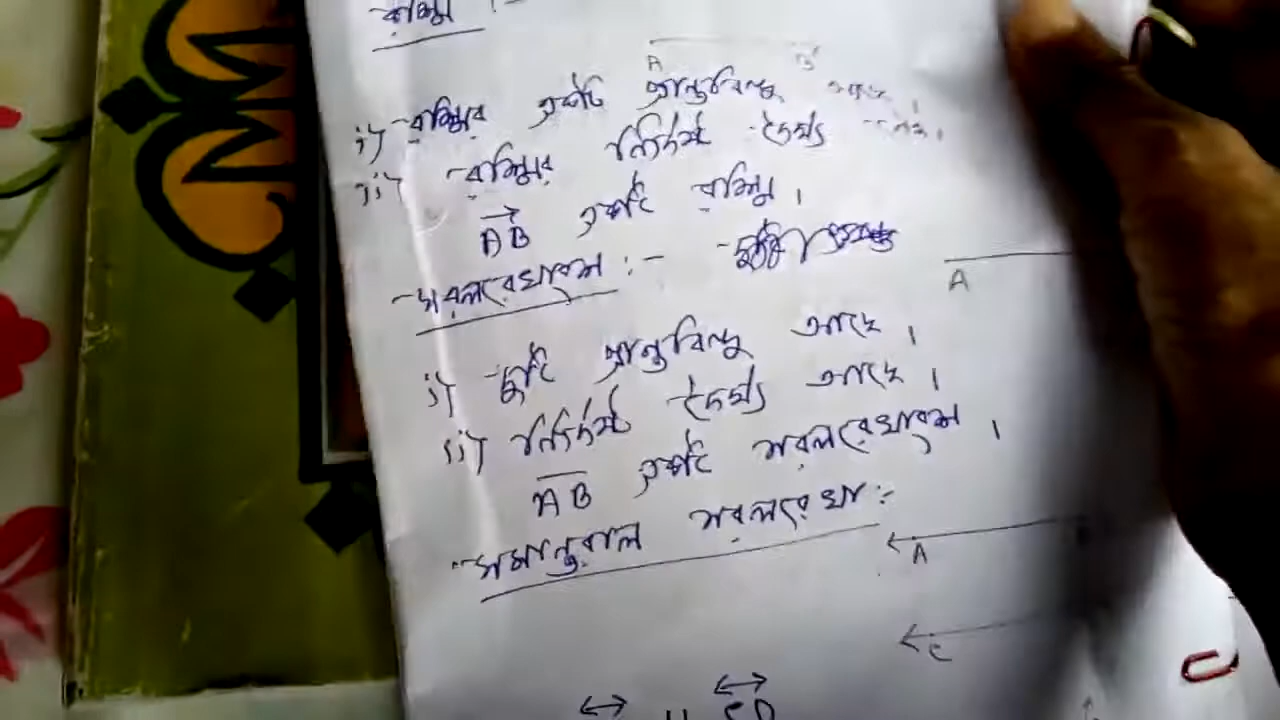 রশ্মি :-
A B
i) রশ্মির একটি প্রান্তবিন্দু
ii) রশ্মির নির্দিষ্ট দৈর্ঘ্য নেই।
AB একটি রশ্মি।
সরলরেখাংশ :-
A
i) দুটি প্রান্তবিন্দু আছে।
ii) নির্দিষ্ট দৈর্ঘ্য আছে।
AB একটি সরলরেখাংশ।
সমান্তরাল সরলরেখা :-
A
C
|| CD